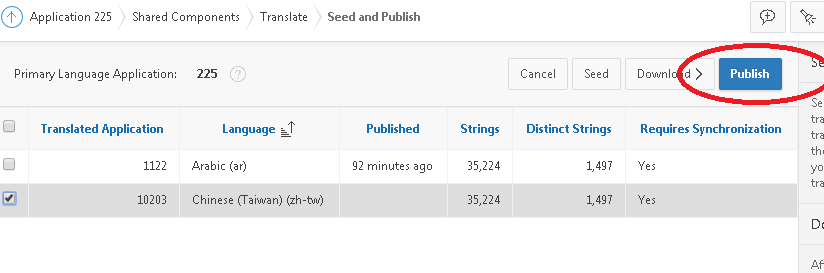 Application 225 Shared Components Translate Seed and Publish
Primary Language Application: 225 ? Cancel Seed Download Publish Se
Se
Translated Application Language Published Strings Distinct Strings Requires Synchronization
tra
tra
the
1122 Arabic (ar) 92 minutes ago 35,224 1,497 Yes
yo
tra
10203 Chinese (Taiwan) (zh-tw) 35,224 1,497 Yes
Do
Af